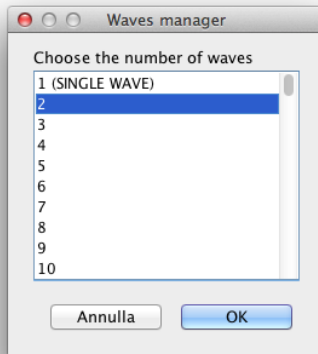 Waves manager
Choose the number of waves
1 (SINGLE WAVE)
2
3
4
5
6
7
8
9
10
Annulla OK